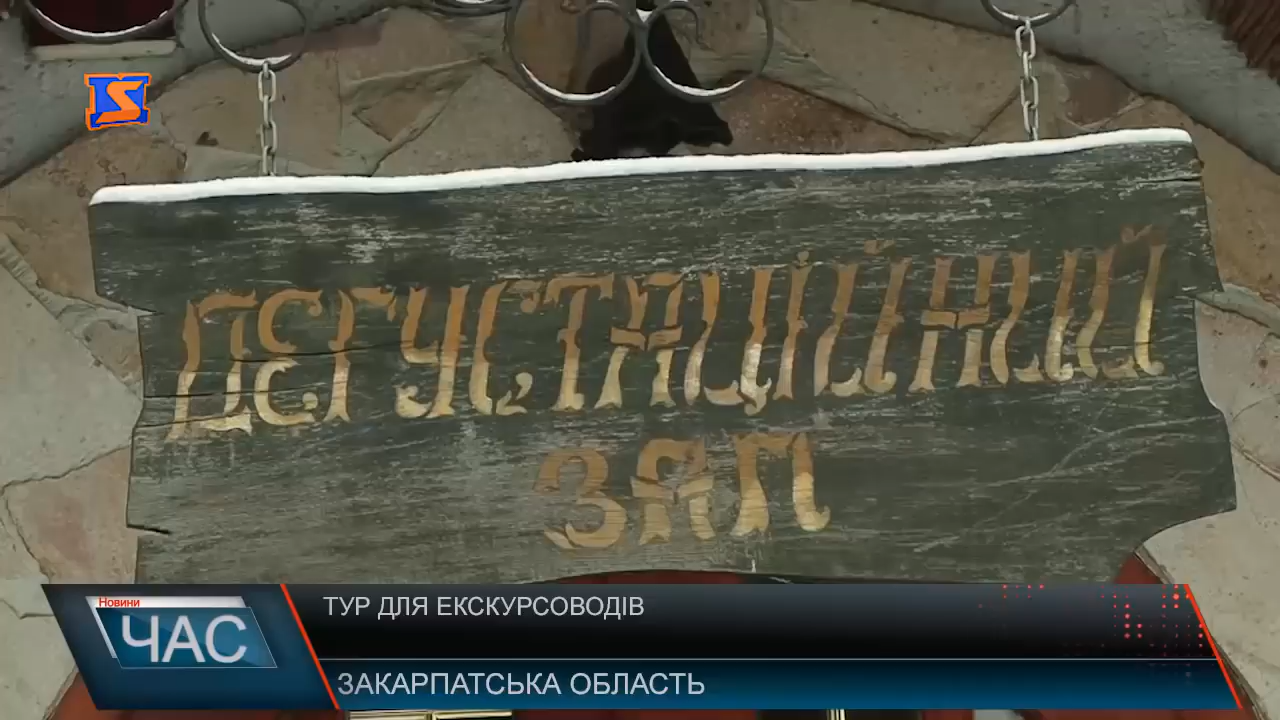 ДЕГУСТАЦІЙНИЙ
ЗАЛ
Новини
ЧАС
ТУР ДЛЯ ЕКСКУРСОВОДІВ
ЗАКАРПАТСЬКА ОБЛАСТЬ